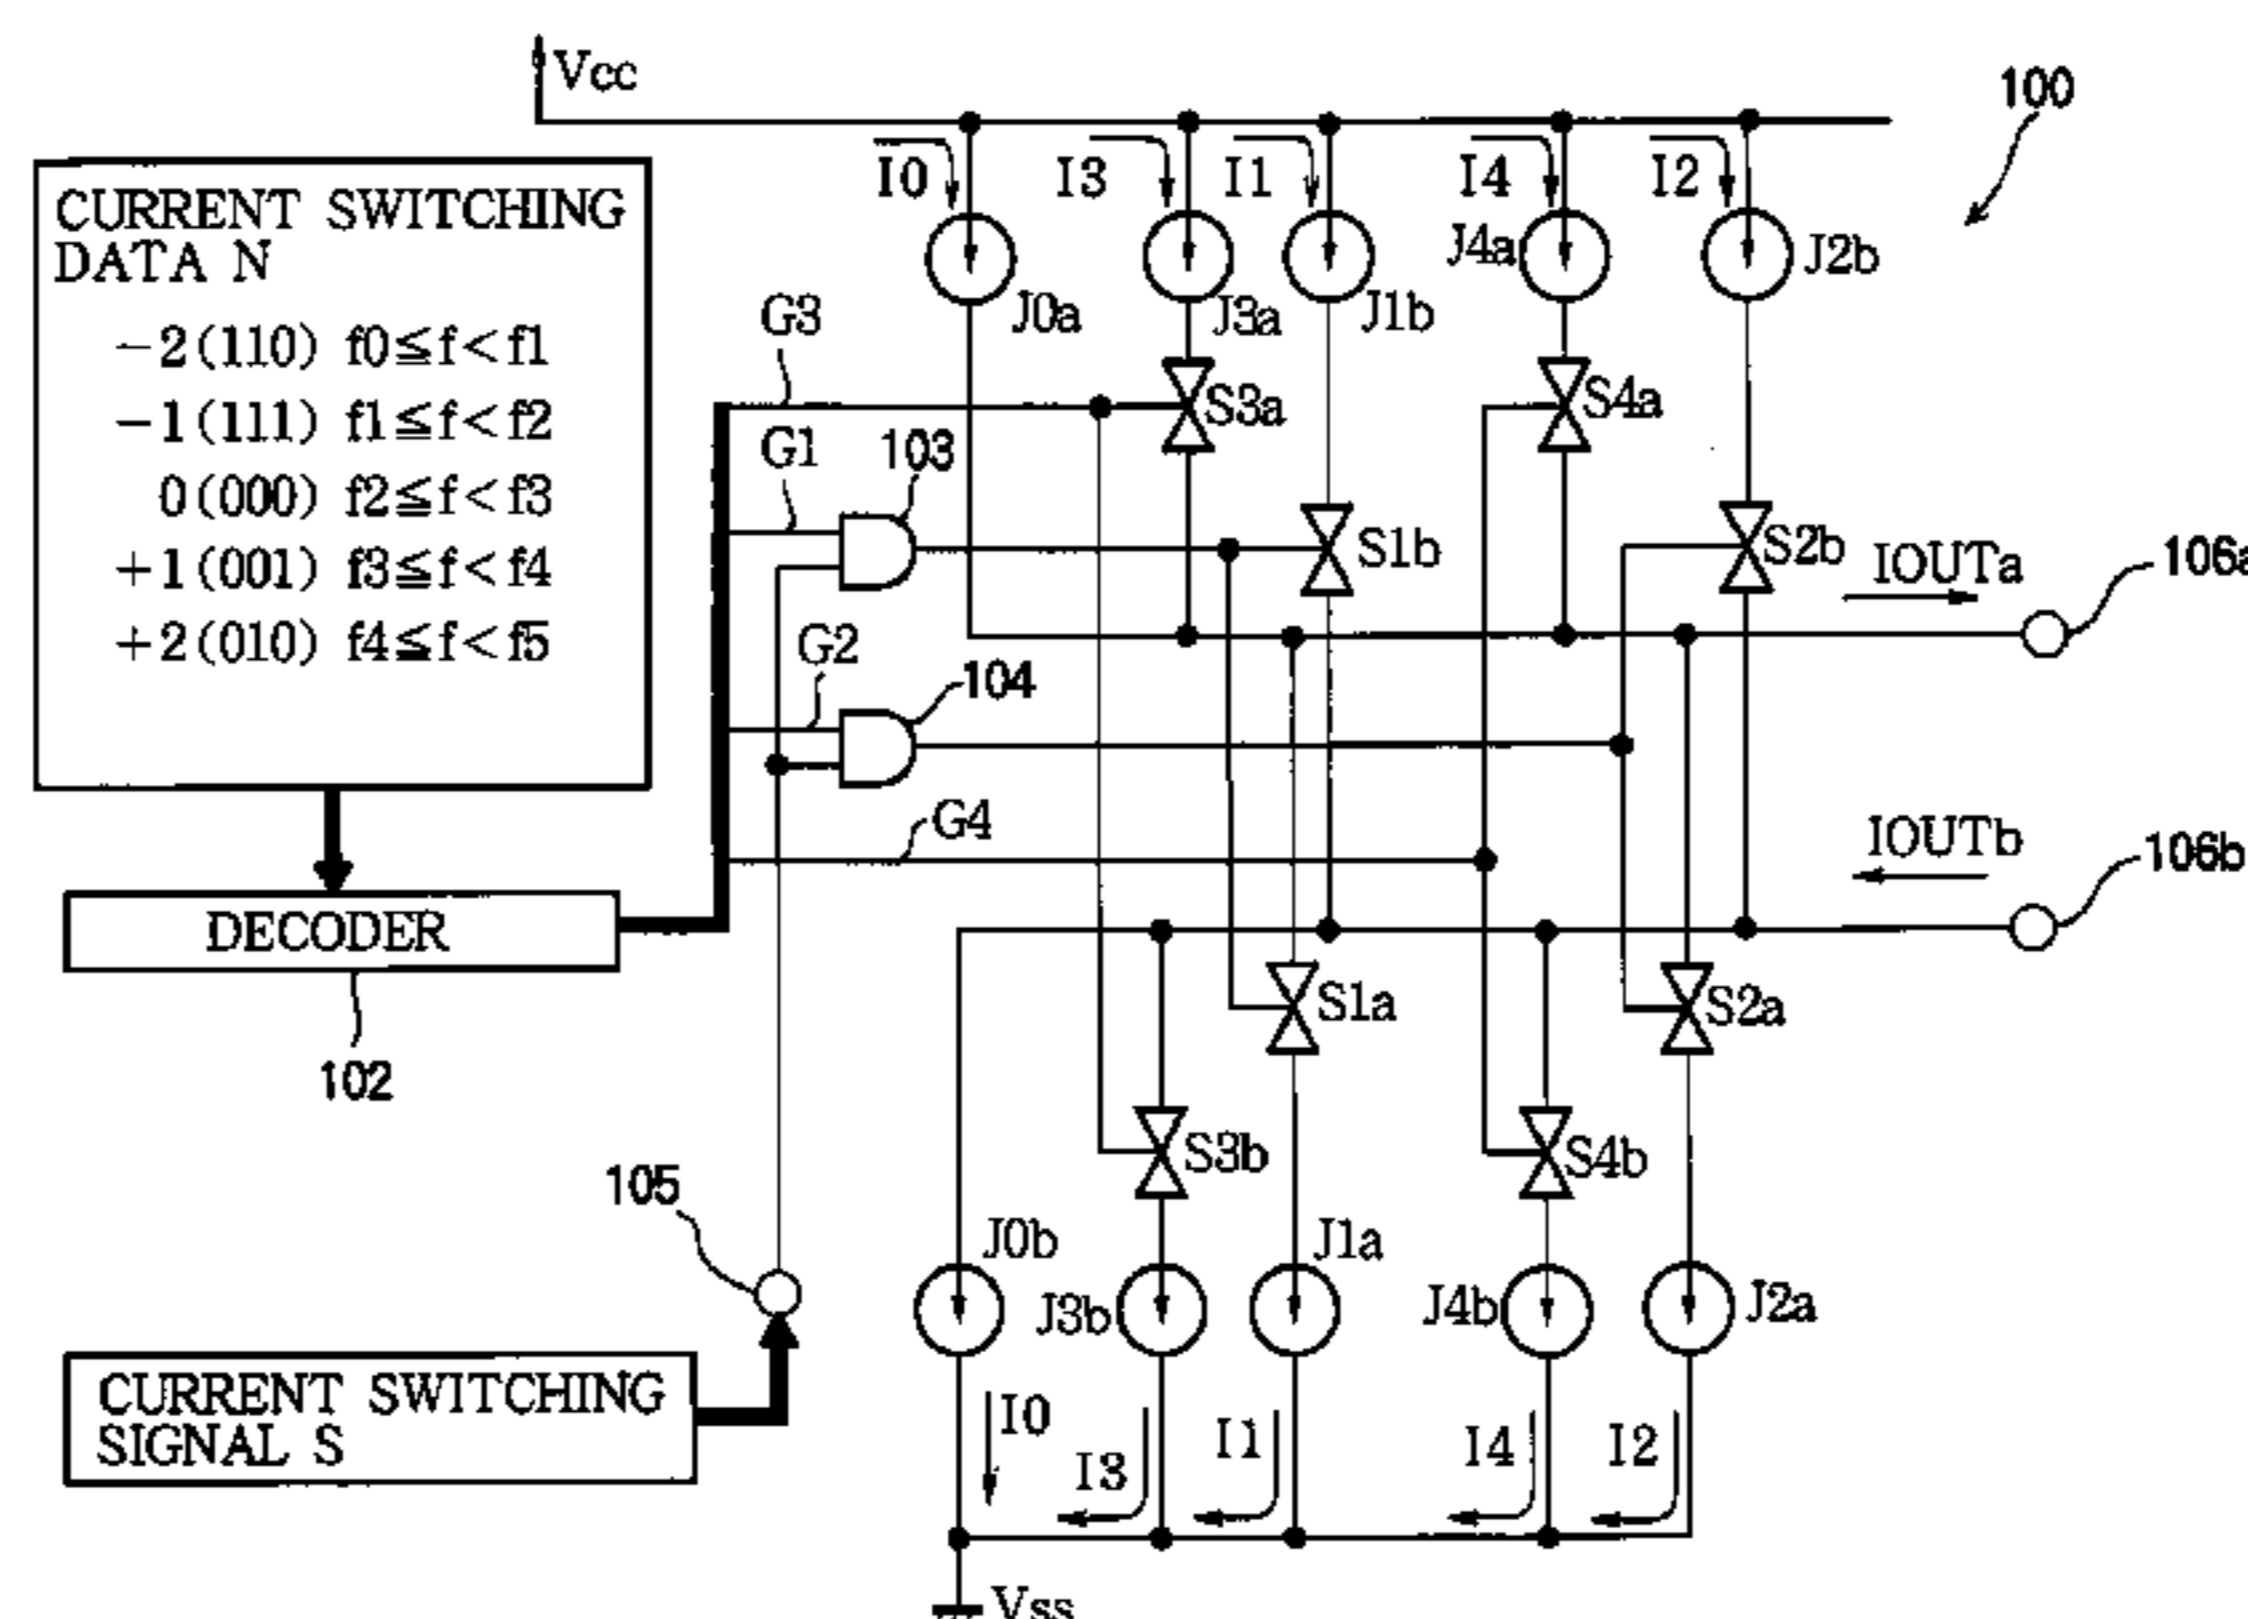 Vcc
100
I0
I3
I1
I4
I2
CURRENT SWITCHING
DATA N
−2(110) f0≦f<f1
−1(111) f1≦f<f2
0(000) f2≦f<f3
+1(001) f3≦f<f4
+2(010) f4≦f<f5
J0a
J3a
J1b
J4a
J2b
G3
S3a
S4a
G1
103
S1b
S2b
IOUTa
106a
G2
104
G4
IOUTb
106b
DECODER
102
S1a
S2a
S3b
S4b
105
J0b
J3b
J1a
J4b
J2a
CURRENT SWITCHING
SIGNAL S
I0
I3
I1
I4
I2
Vss